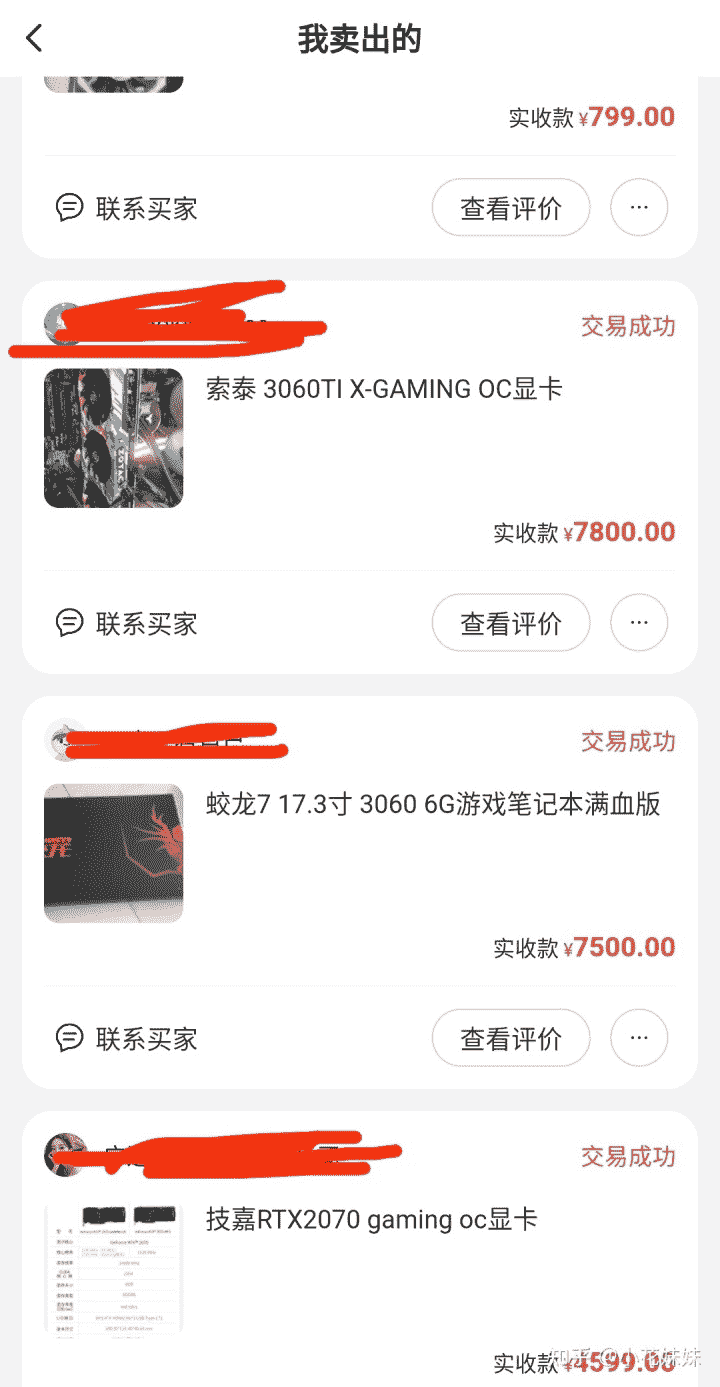 我卖出的
实收款 ¥799.00
联系买家 查看评价 ...
交易成功
索泰 3060TI X-GAMING OC显卡
ZOTAC
实收款 ¥7800.00
联系买家 查看评价 ...
交易成功
蛟龙7 17.3寸 3060 6G游戏笔记本满血版
实收款 ¥7500.00
联系买家 查看评价 ...
交易成功
技嘉RTX2070 gaming oc显卡
实收款 ¥4599.00
知乎 @小花妹妹